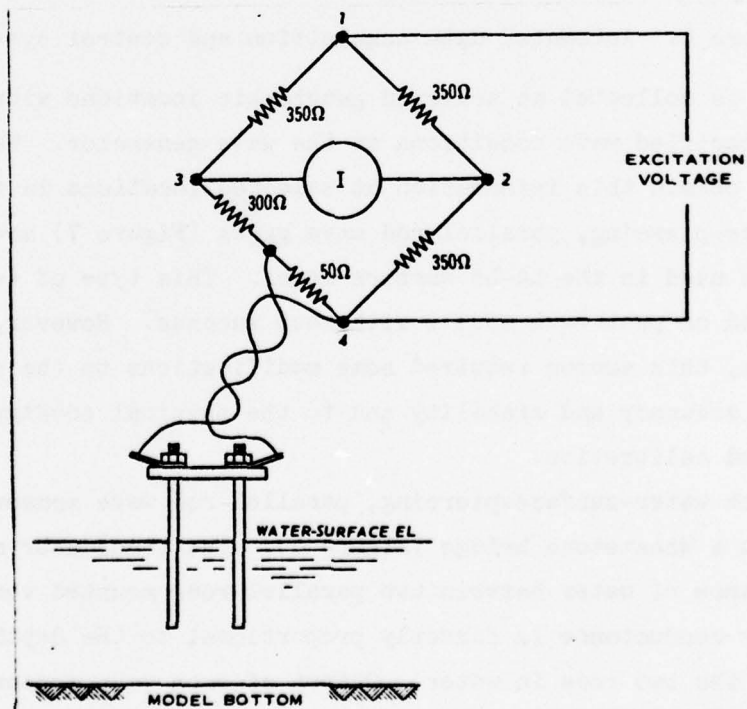 1
350Ω
350Ω
3
I
2
EXCITATION
VOLTAGE
300Ω
50Ω
350Ω
4
WATER-SURFACE EL
MODEL BOTTOM